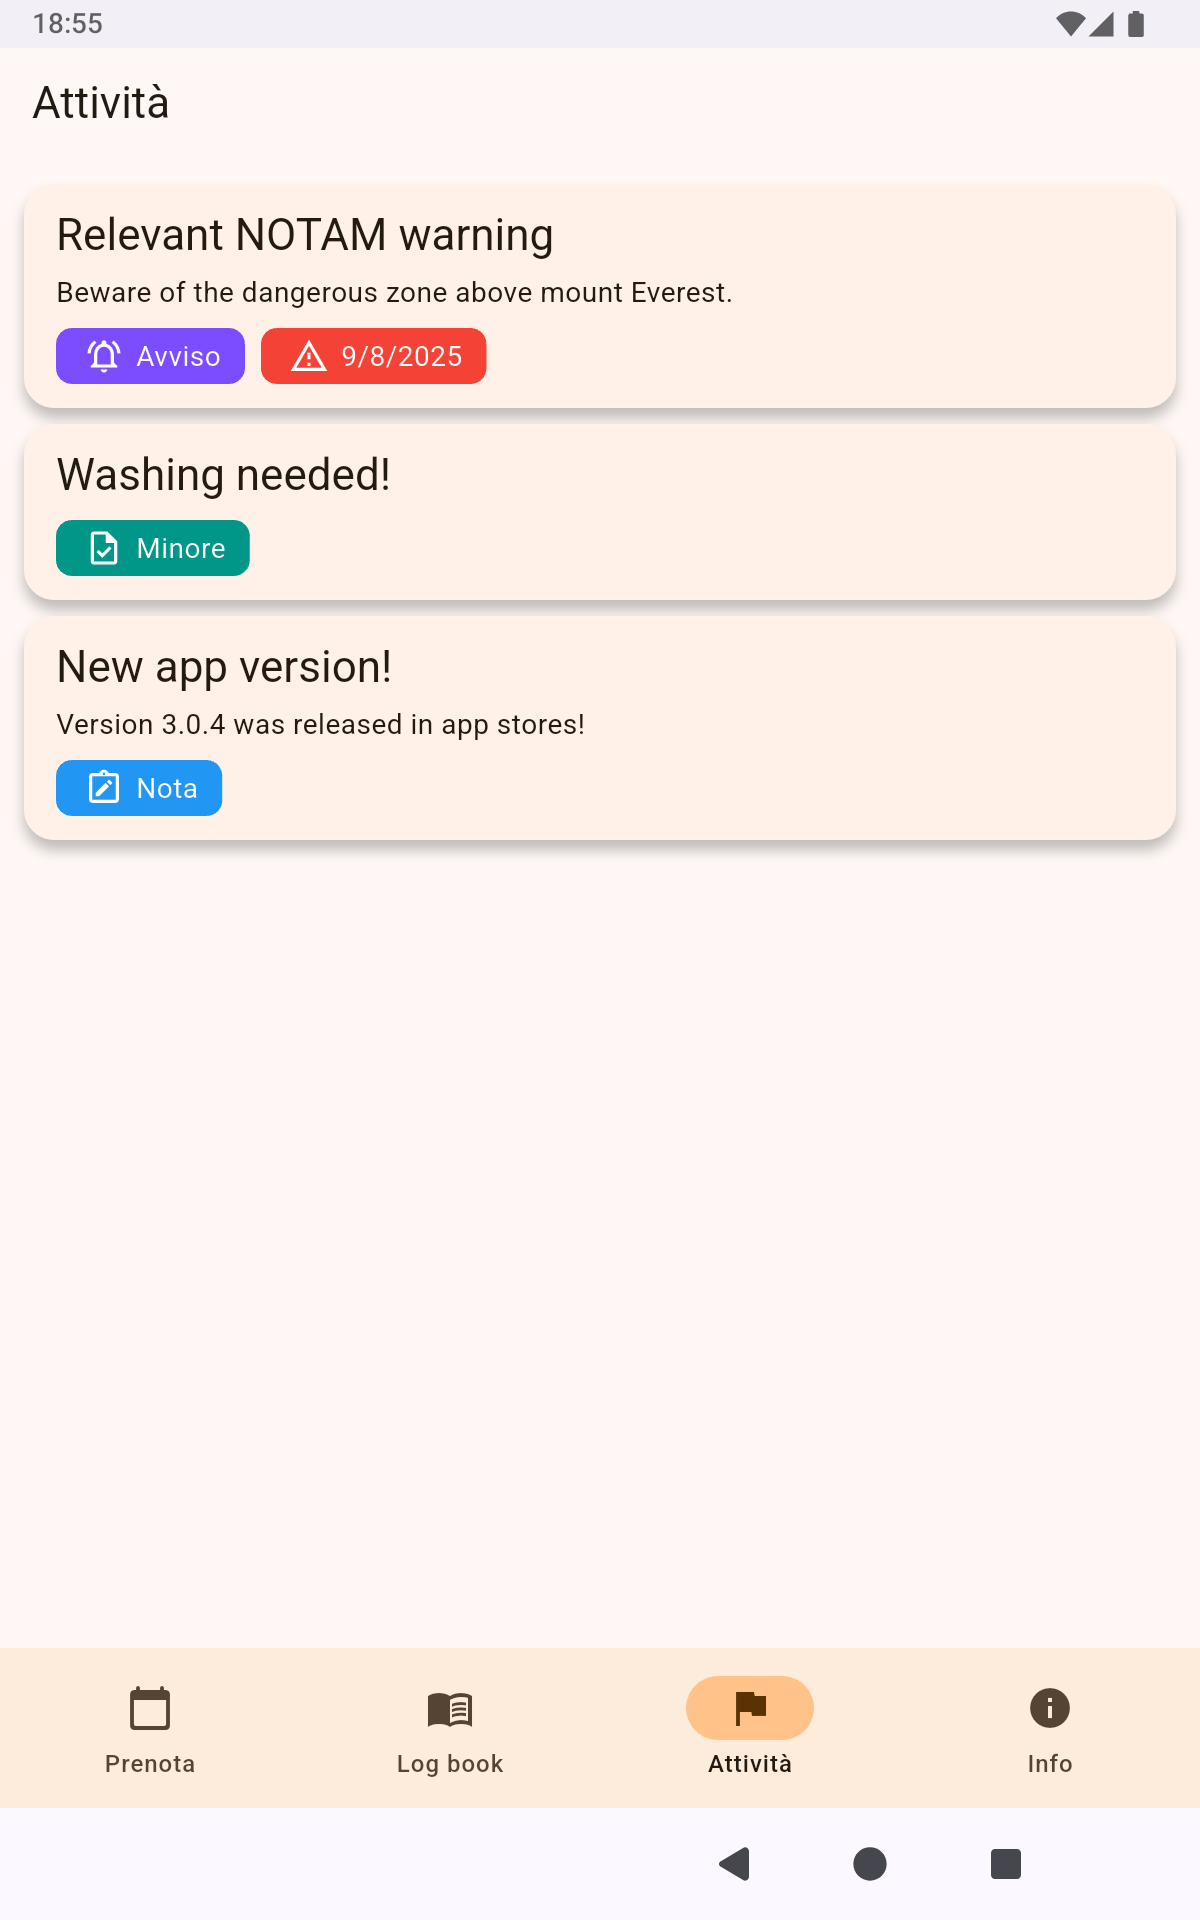 18:55
Attività
Relevant NOTAM warning
Beware of the dangerous zone above mount Everest.
Avviso 9/8/2025
Washing needed!
Minore
New app version!
Version 3.0.4 was released in app stores!
Nota
Prenota Log book Attività Info